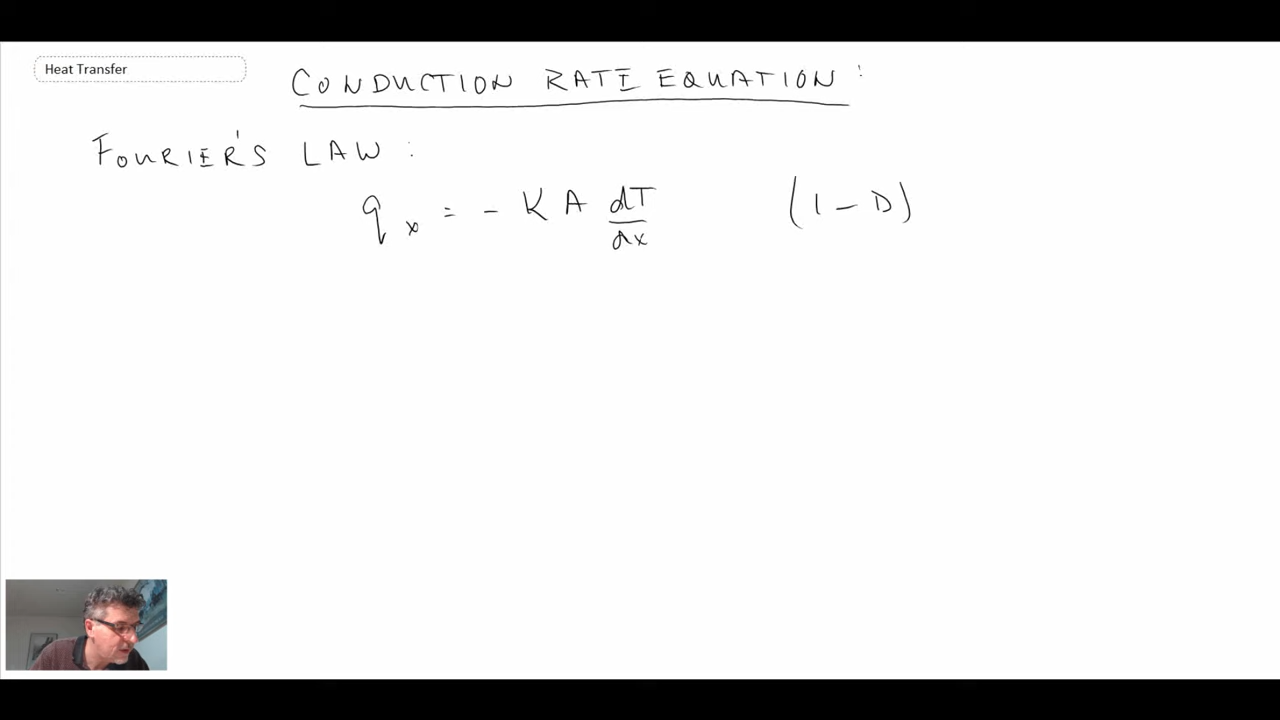 Heat Transfer
CONDUCTION RATE EQUATION :
FOURIER'S LAW :
q_x = - K A dT/dx (1 - D)